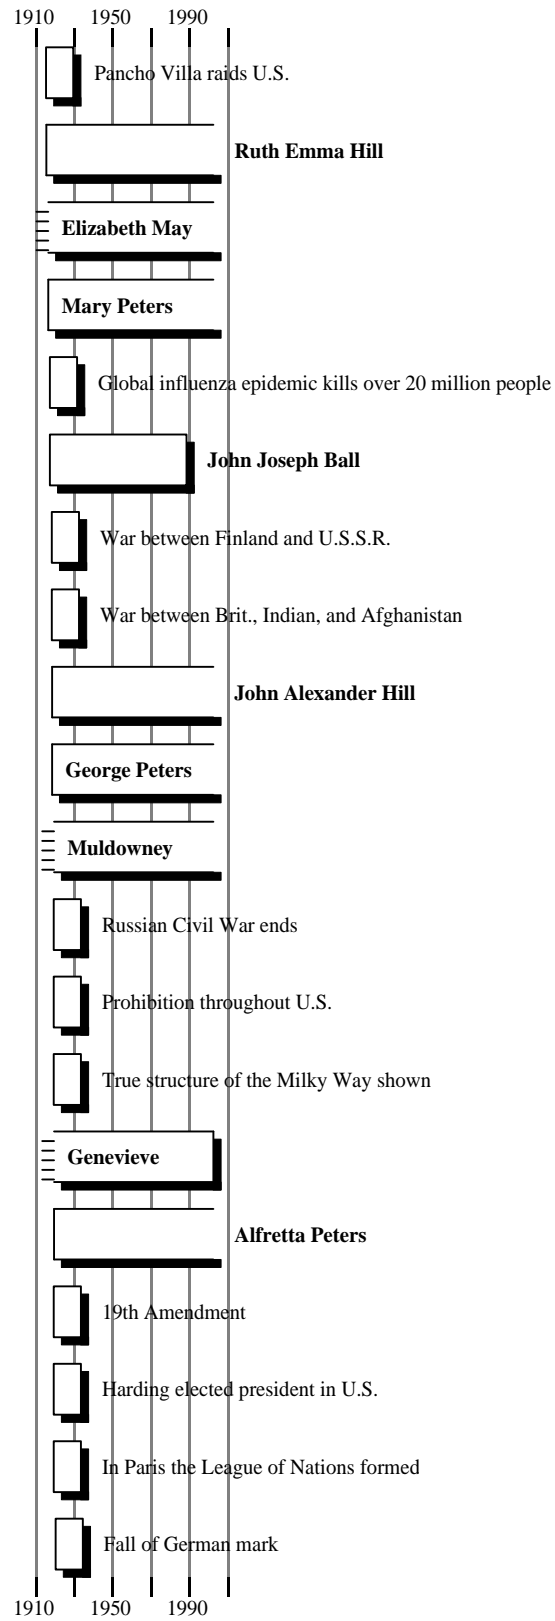 1910 1950 1990
Pancho Villa raids U.S.
Ruth Emma Hill
Elizabeth May
Mary Peters
Global influenza epidemic kills over 20 million people
John Joseph Ball
War between Finland and U.S.S.R.
War between Brit., Indian, and Afghanistan
John Alexander Hill
George Peters
Muldowney
Russian Civil War ends
Prohibition throughout U.S.
True structure of the Milky Way shown
Genevieve
Alfretta Peters
19th Amendment
Harding elected president in U.S.
In Paris the League of Nations formed
Fall of German mark
1910 1950 1990